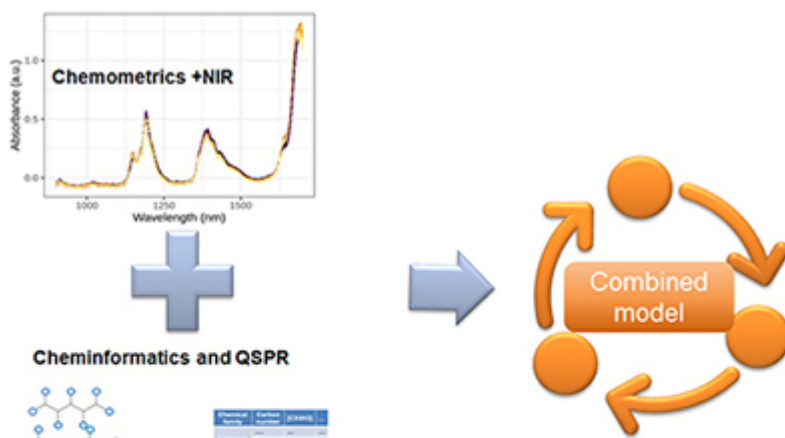 Chemometrics +NIR
Absorbance (a.u.)
1.0
0.5
0.0
1000 1250 1500
Wavelength (nm)
Combined
model
Cheminformatics and QSPR
Chemical Carbon
family number